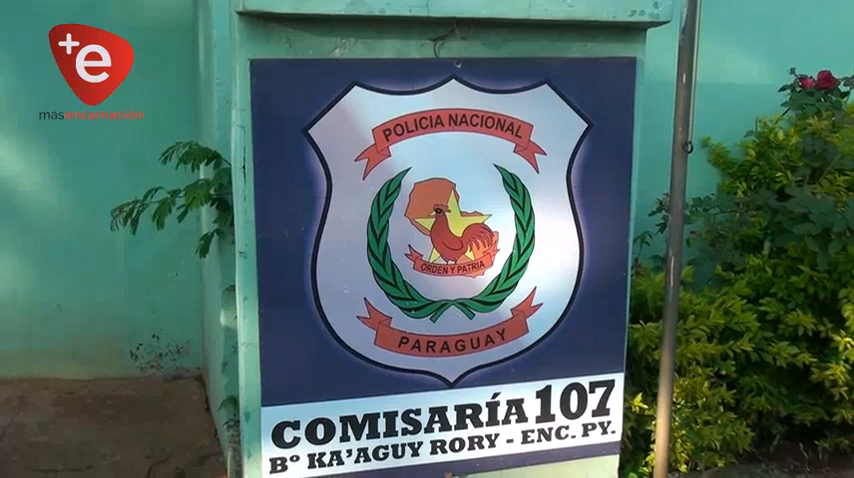 +e
másencarnación
POLICIA NACIONAL
ORDEN Y PATRIA
PARAGUAY
COMISARÍA 107
Bº KA'AGUY RORY - ENC. PY.